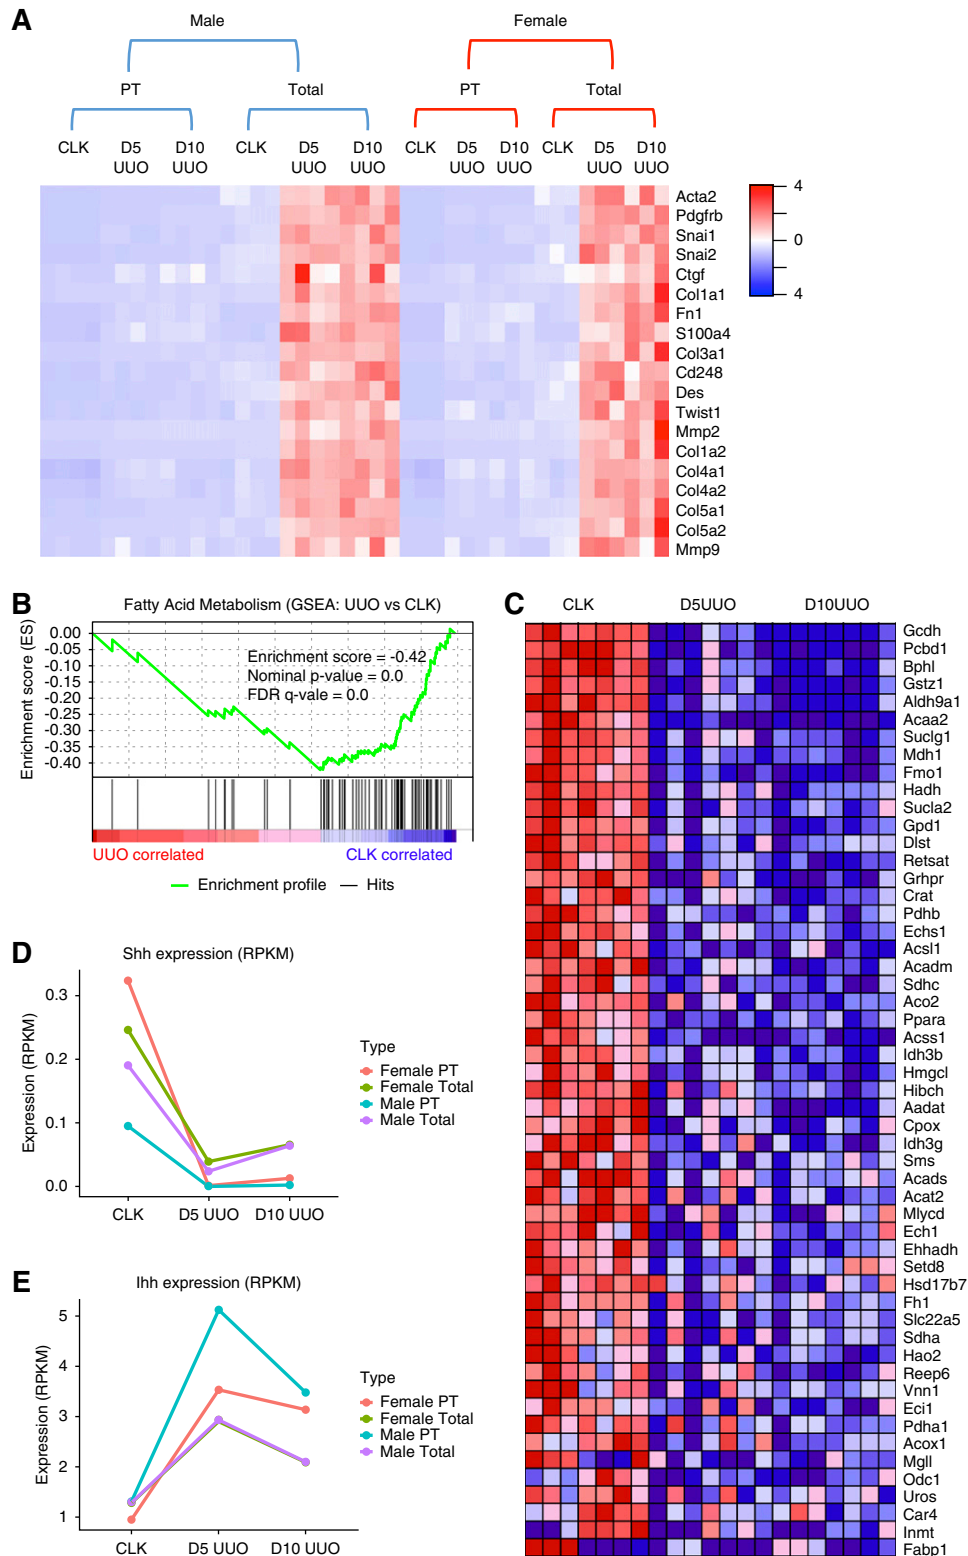 A
Male
Female
PT
Total
PT
Total
CLK
D5
UUO
D10
UUO
CLK
D5
UUO
D10
UUO
CLK
D5
UUO
D10
UUO
CLK
D5
UUO
D10
UUO
Acta2
Pdgfrb
Snai1
Snai2
Ctgf
Col1a1
Fn1
S100a4
Col3a1
Cd248
Des
Twist1
Mmp2
Col1a2
Col4a1
Col4a2
Col5a1
Col5a2
Mmp9
4
0
4
B
Fatty Acid Metabolism (GSEA: UUO vs CLK)
Enrichment score (ES)
0.00
-0.05
-0.10
-0.15
-0.20
-0.25
-0.30
-0.35
-0.40
Enrichment score = -0.42
Nominal p-value = 0.0
FDR q-vale = 0.0
UUO correlated
CLK correlated
Enrichment profile
Hits
C
CLK
D5UUO
D10UUO
Gcdh
Pcbd1
Bphl
Gstz1
Aldh9a1
Acaa2
Suclg1
Mdh1
Fmo1
Hadh
Sucla2
Gpd1
Dlst
Retsat
Grhpr
Crat
Pdhb
Echs1
Acsl1
Acadm
Sdhc
Aco2
Ppara
Acss1
Idh3b
Hmgcl
Hibch
Aadat
Cpox
Idh3g
Sms
Acads
Acat2
Mlycd
Ech1
Ehhadh
Setd8
Hsd17b7
Fh1
Slc22a5
Sdha
Hao2
Reep6
Vnn1
Eci1
Pdha1
Acox1
Mgll
Odc1
Uros
Car4
Inmt
Fabp1
D
Shh expression (RPKM)
Expression (RPKM)
0.3
0.2
0.1
0.0
CLK
D5 UUO
D10 UUO
Type
Female PT
Female Total
Male PT
Male Total
E
Ihh expression (RPKM)
Expression (RPKM)
5
4
3
2
1
CLK
D5 UUO
D10 UUO
Type
Female PT
Female Total
Male PT
Male Total